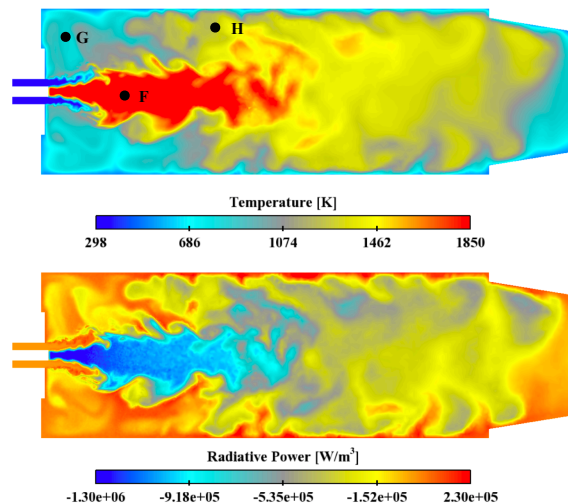 G
H
F
Temperature [K]
298 686 1074 1462 1850
Radiative Power [W/m³]
-1.30e+06 -9.18e+05 -5.35e+05 -1.52e+05 2.30e+05